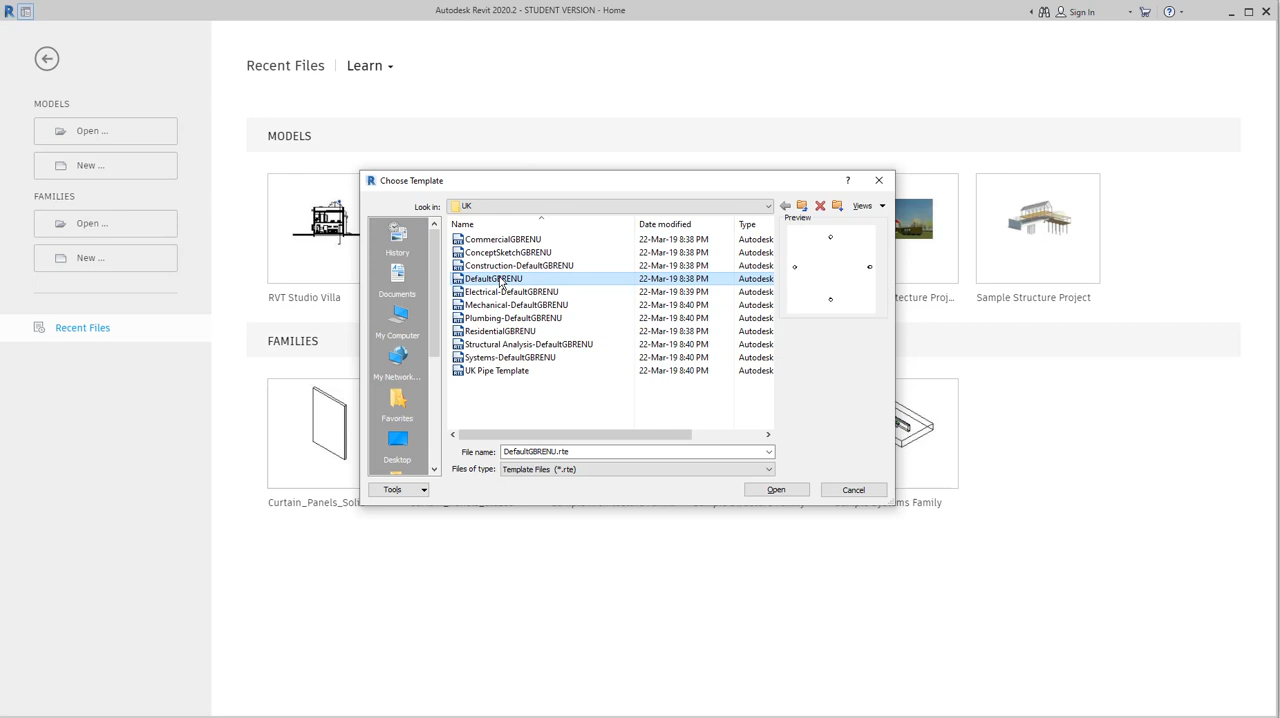 Autodesk Revit 2020.2 - STUDENT VERSION - Home
Sign In
Recent Files
Learn
MODELS
Open ...
New ...
FAMILIES
Open ...
New ...
Recent Files
MODELS
RVT Studio Villa
Sample Structure Project
FAMILIES
Choose Template
Look in:
UK
Views
History
Documents
My Computer
My Network...
Favorites
Desktop
Name Date modified Type
CommercialGBRENU 22-Mar-19 8:38 PM Autodesk
ConceptSketchGBRENU 22-Mar-19 8:38 PM Autodesk
Construction-DefaultGBRENU 22-Mar-19 8:38 PM Autodesk
DefaultGBRENU 22-Mar-19 8:38 PM Autodesk
Electrical-DefaultGBRENU 22-Mar-19 8:39 PM Autodesk
Mechanical-DefaultGBRENU 22-Mar-19 8:40 PM Autodesk
Plumbing-DefaultGBRENU 22-Mar-19 8:40 PM Autodesk
ResidentialGBRENU 22-Mar-19 8:38 PM Autodesk
Structural Analysis-DefaultGBRENU 22-Mar-19 8:40 PM Autodesk
Systems-DefaultGBRENU 22-Mar-19 8:40 PM Autodesk
UK Pipe Template 22-Mar-19 8:40 PM Autodesk
Preview
File name: DefaultGBRENU.rte
Files of type: Template Files (*.rte)
Tools
Open
Cancel